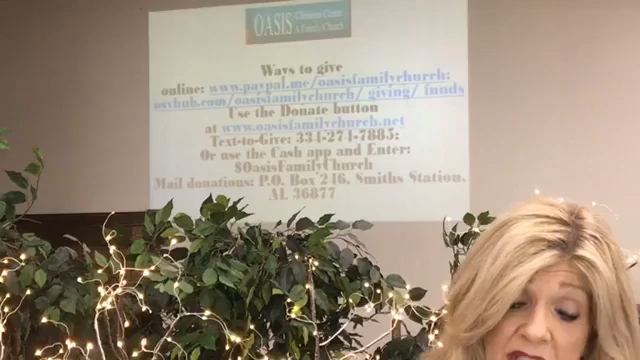 OASIS Christian Center
A Family Church
Ways to give
online: www.paypal.me/oasisfamilychurch;
osvhub.com/oasisfamilychurch/ giving/ funds
Use the Donate button
at www.oasisfamilychurch.net
Text-to-Give: 334-274-7885;
Or use the Cash app and Enter:
$OasisFamilyChurch
Mail donations: P.O. Box 246, Smiths Station,
AL 36877